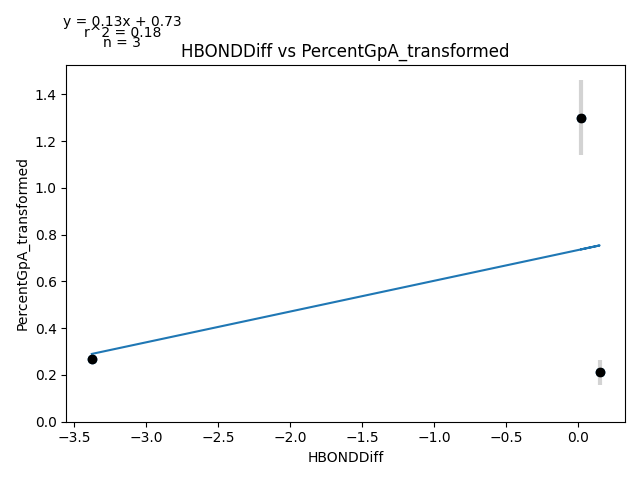 y = 0.13x + 0.73
r^2 = 0.18
n = 3
HBONDDiff vs PercentGpA_transformed
PercentGpA_transformed
1.4
1.2
1.0
0.8
0.6
0.4
0.2
0.0
−3.5 −3.0 −2.5 −2.0 −1.5 −1.0 −0.5 0.0
HBONDDiff